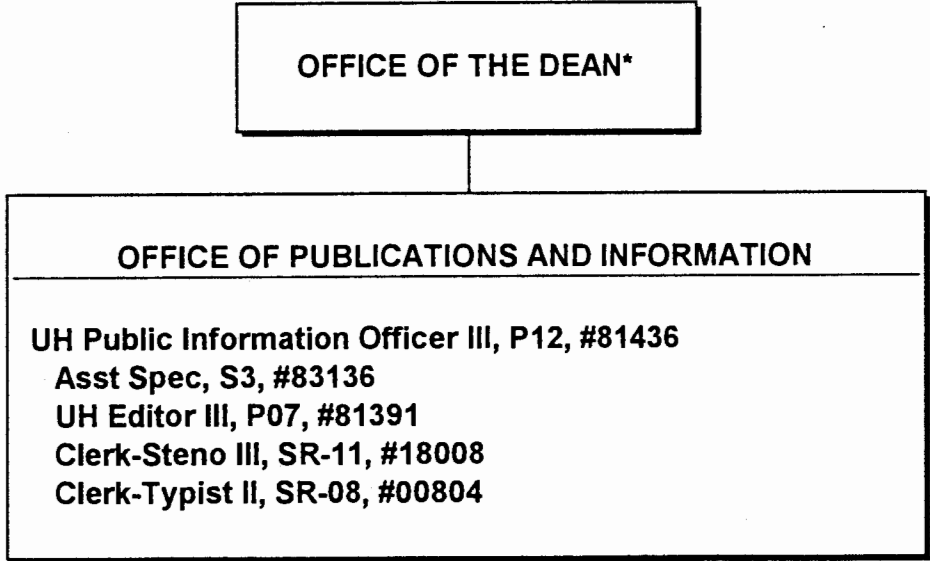 OFFICE OF THE DEAN*
OFFICE OF PUBLICATIONS AND INFORMATION
UH Public Information Officer III, P12, #81436
Asst Spec, S3, #83136
UH Editor III, P07, #81391
Clerk-Steno III, SR-11, #18008
Clerk-Typist II, SR-08, #00804